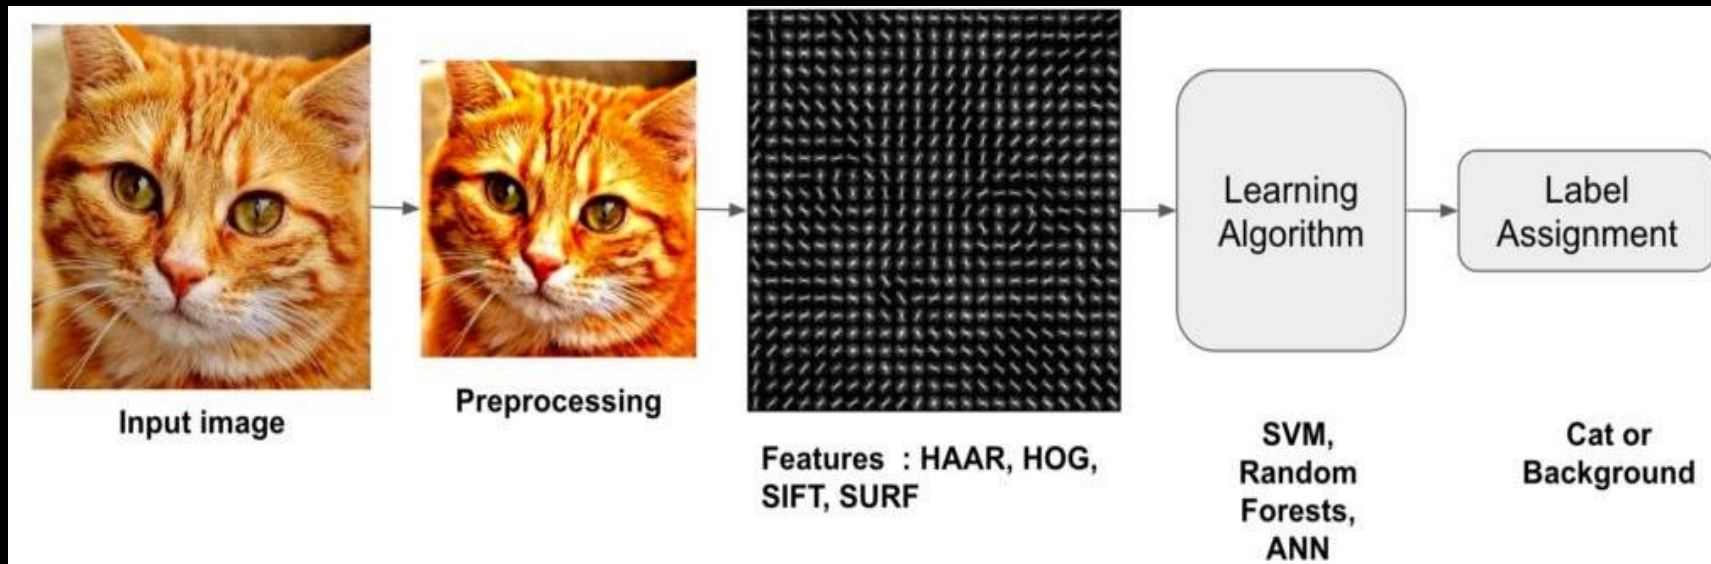 Input image
Preprocessing
Features : HAAR, HOG,
SIFT, SURF
Learning
Algorithm
SVM,
Random
Forests,
ANN
Label
Assignment
Cat or
Background